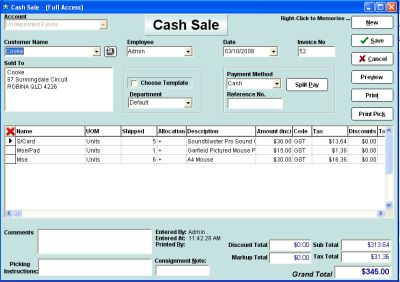 Cash Sale - (Full Access)
Account
Undeposited Funds
Cash Sale
Right-Click to Memorise ...
New
Customer Name
Cooke
Employee
Admin
Date
03/10/2008
Invoice No
52
Save
Cancel
Sold To
Cooke
87 Sunningdale Circuit
ROBINA QLD 4226
Choose Template
Department
Default
Payment Method
Cash
Reference No.
Split Pay
Preview
Print
Print Pick
Name UOM Shipped Allocation Description Amount (Inc) Code Tax Discounts To
S/Card Units 5 + Soundblaster Pro Sound $30.00 GST $13.64 $0.00
Mse/Pad Units 1 + Garfield Pictured Mouse P $15.00 GST $1.36 $0.00
Mse Units 6 + A4 Mouse $30.00 GST $16.36 $0.00
Comments
Entered By: Admin
Entered At: 11:42:28 AM
Printed By:
Discount Total $0.00 Sub Total $313.64
Markup Total $0.00 Tax Total $31.36
Picking
Instructions:
Consignment Note:
Grand Total $345.00